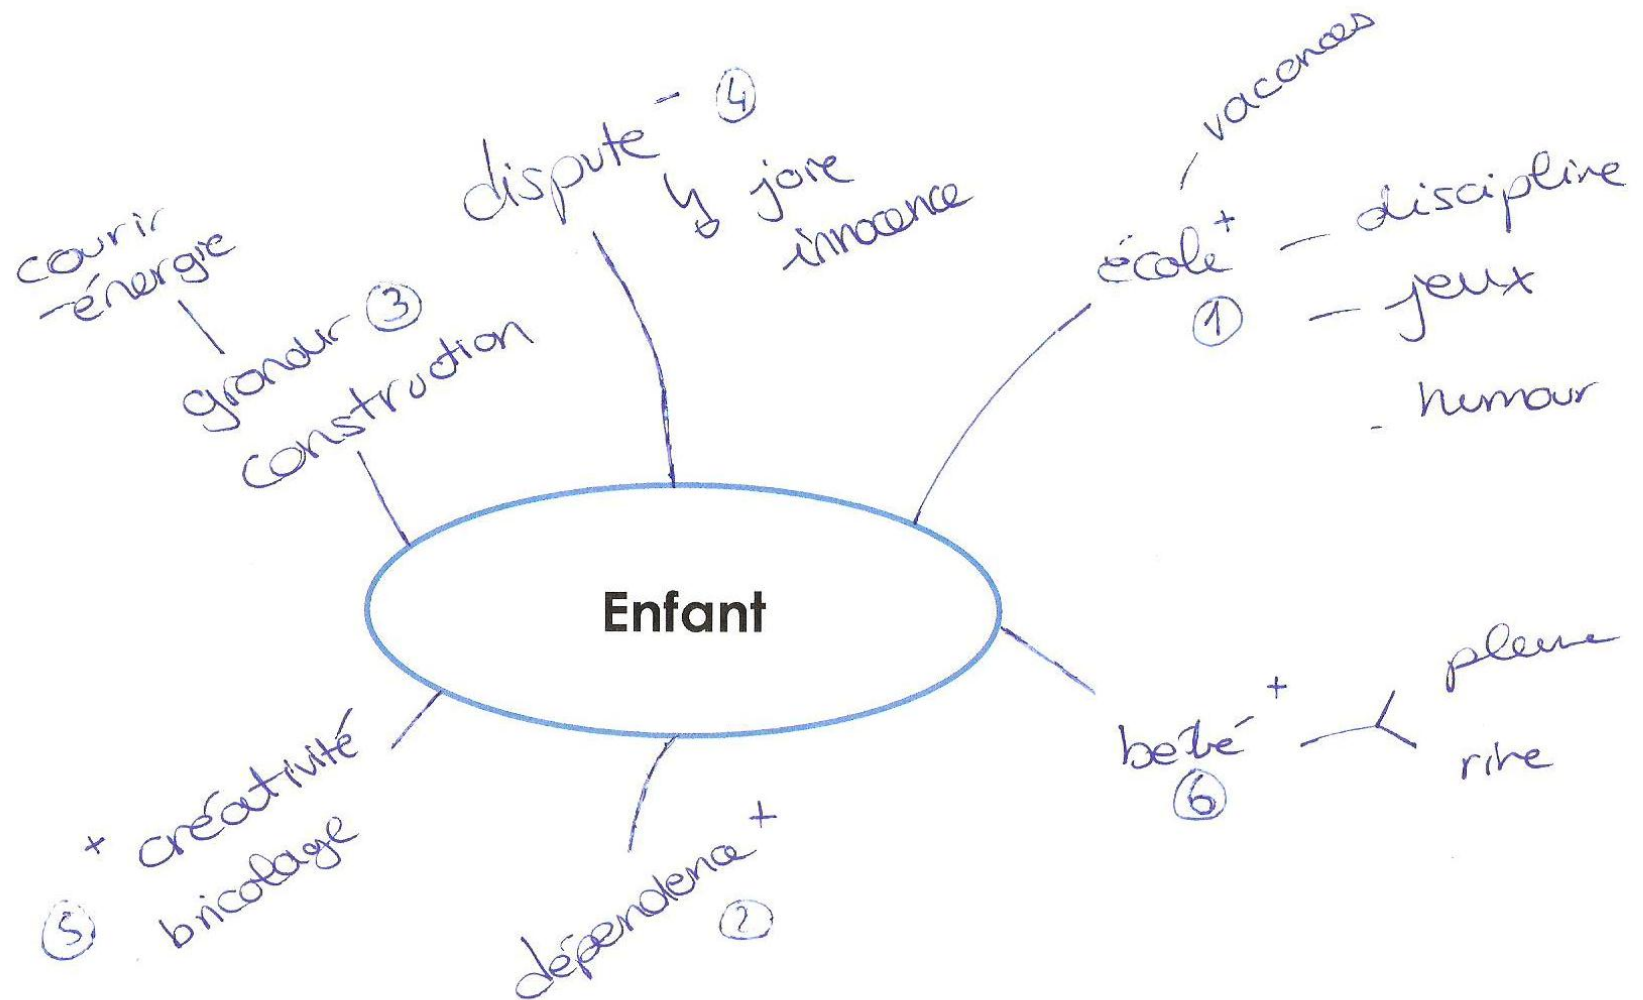 vacances
dispute - ④
joie
innocence
école +
①
- discipline
- jeux
- humour
courir
- énergie
grandir ③
construction
Enfant
bébé +
⑥
pleure
rire
+ créativité
bricolage
⑤
dépendence +
②